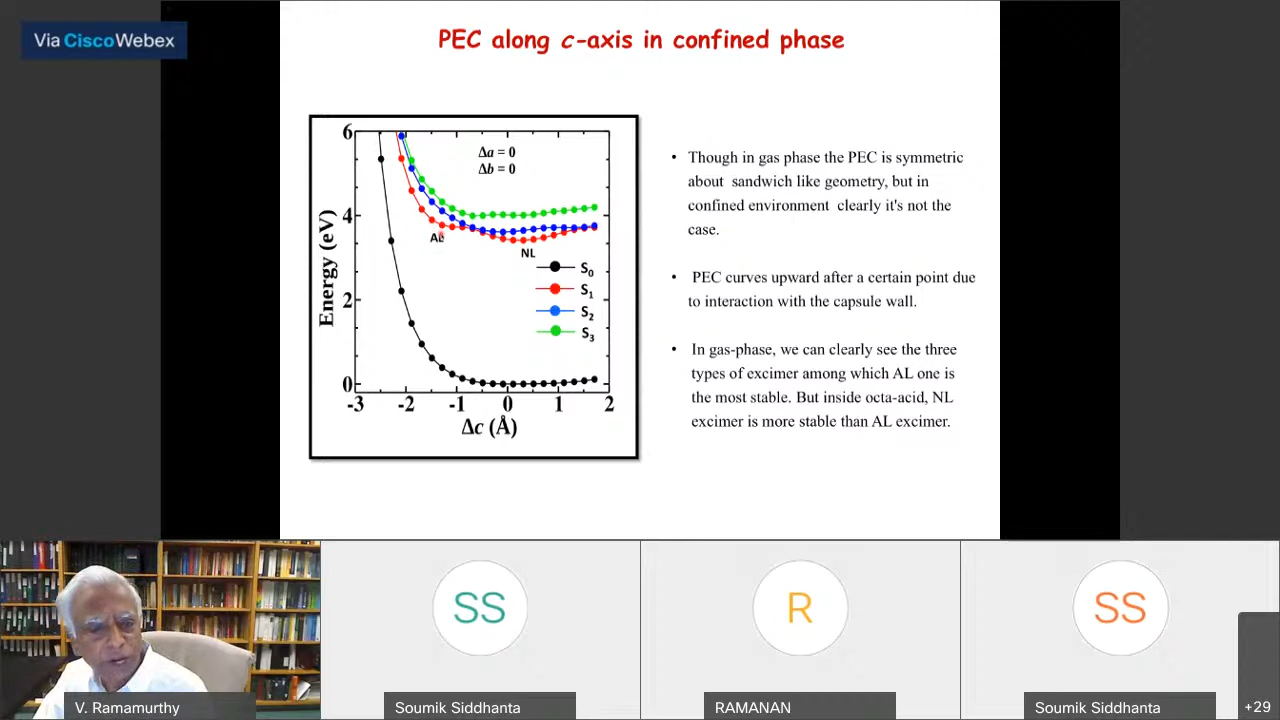 Via Cisco Webex
PEC along c-axis in confined phase
6
4
2
0
-3 -2 -1 0 1 2
Energy (eV)
Δc (Å)
Δa = 0
Δb = 0
AL
NL
S0
S1
S2
S3
• Though in gas phase the PEC is symmetric
about sandwich like geometry, but in
confined environment clearly it's not the
case.
• PEC curves upward after a certain point due
to interaction with the capsule wall.
• In gas-phase, we can clearly see the three
types of excimer among which AL one is
the most stable. But inside octa-acid, NL
excimer is more stable than AL excimer.
SS
R
SS
V. Ramamurthy
Soumik Siddhanta
RAMANAN
Soumik Siddhanta
+29